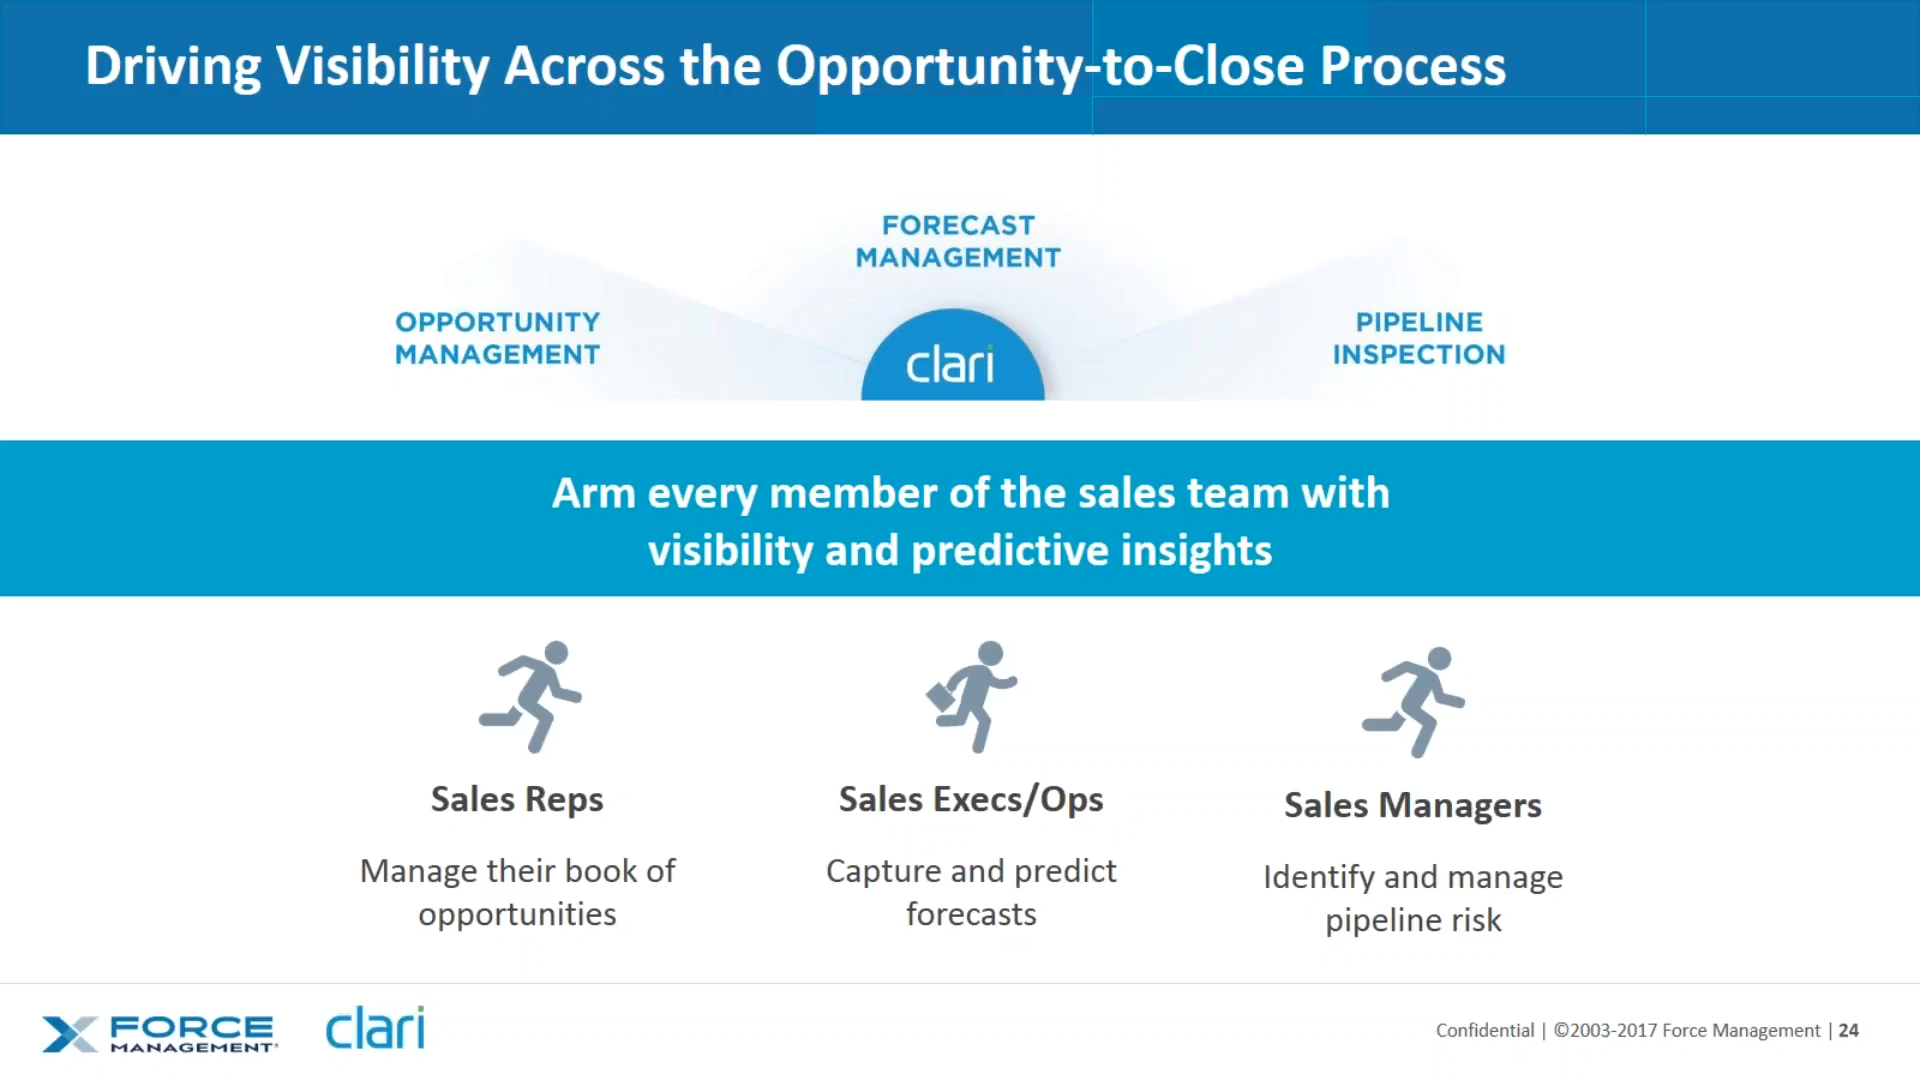 Driving Visibility Across the Opportunity-to-Close Process
FORECAST
MANAGEMENT
OPPORTUNITY
MANAGEMENT
PIPELINE
INSPECTION
clari
Arm every member of the sales team with
visibility and predictive insights
Sales Reps
Manage their book of
opportunities
Sales Execs/Ops
Capture and predict
forecasts
Sales Managers
Identify and manage
pipeline risk
FORCE
MANAGEMENT
clari
Confidential | ©2003-2017 Force Management | 24